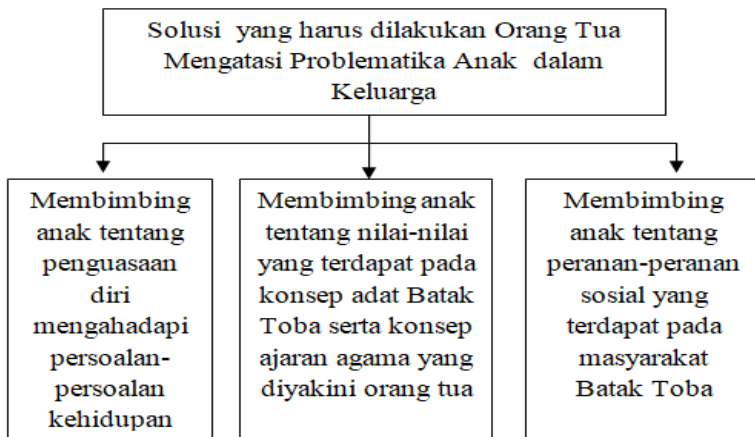 Solusi yang harus dilakukan Orang Tua
Mengatasi Problematika Anak dalam
Keluarga
Membimbing
anak tentang
penguasaan
diri
mengahadapi
persoalan-
persoalan
kehidupan
Membimbing anak
tentang nilai-nilai
yang terdapat pada
konsep adat Batak
Toba serta konsep
ajaran agama yang
diyakini orang tua
Membimbing
anak tentang
peranan-peranan
sosial yang
terdapat pada
masyarakat
Batak Toba